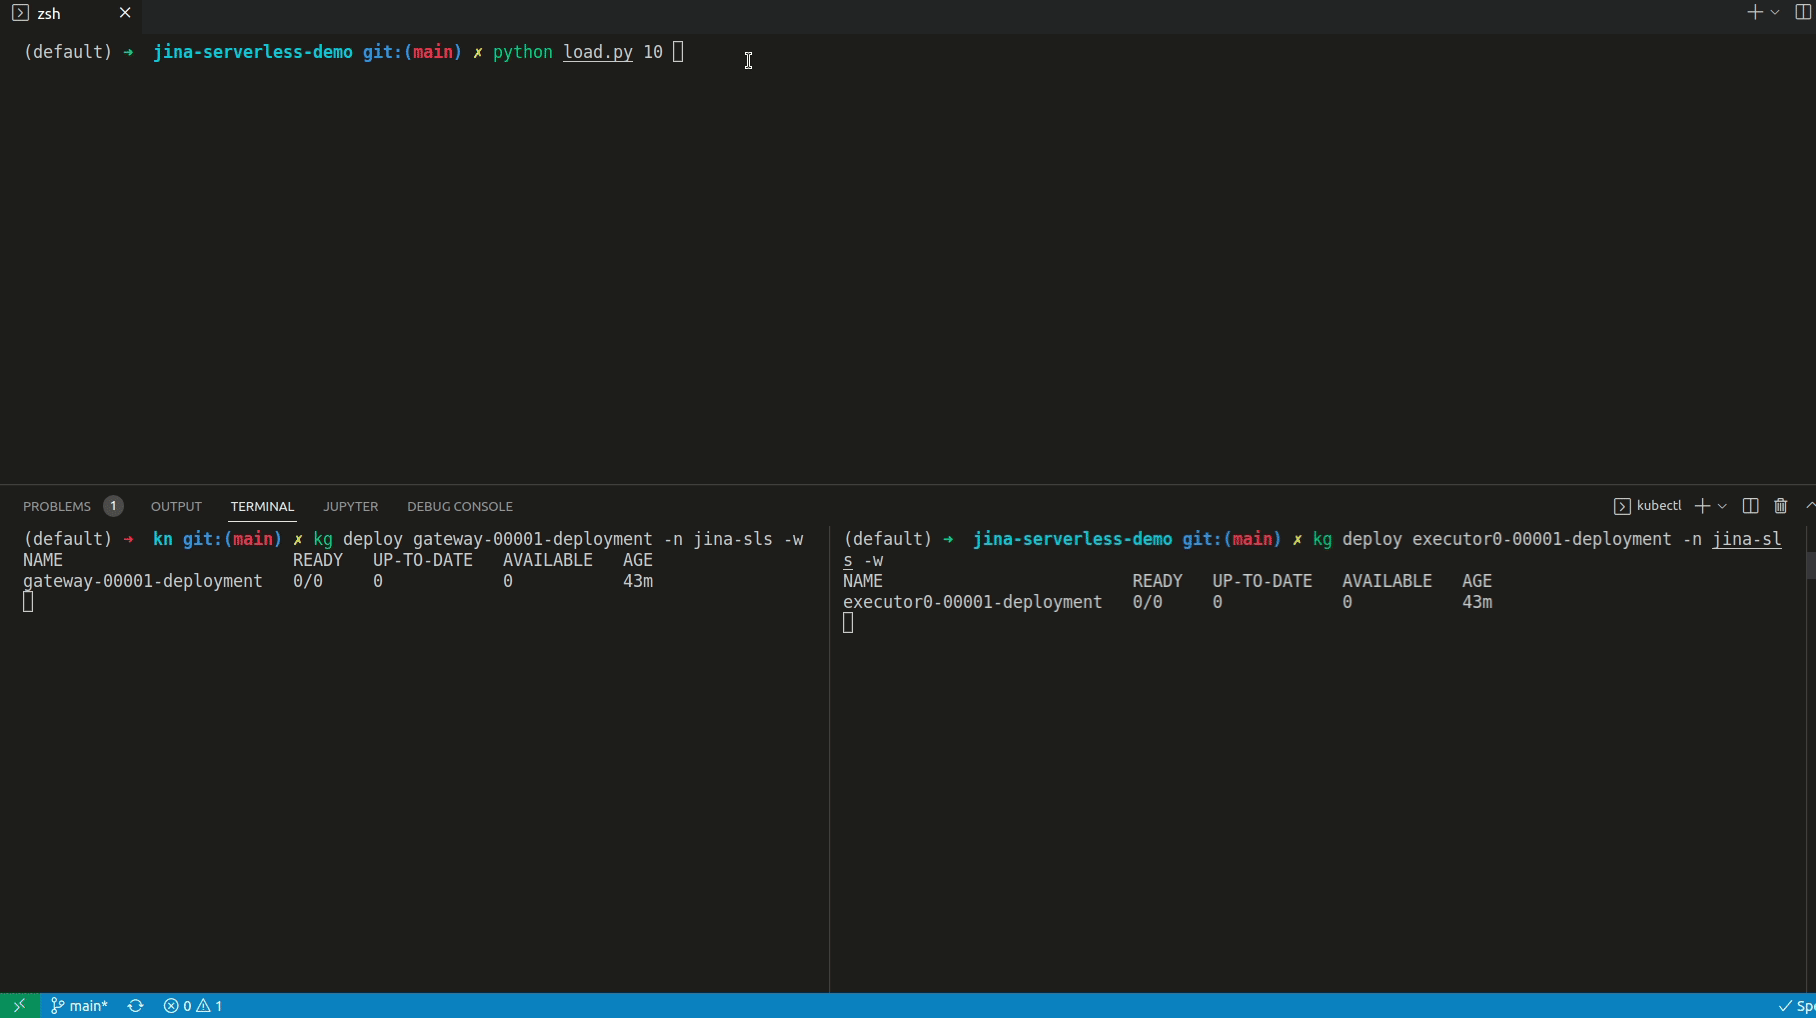 zsh
(default) ➜ jina-serverless-demo git:(main) ✗ python load.py 10
PROBLEMS 1 OUTPUT TERMINAL JUPYTER DEBUG CONSOLE kubectl
(default) ➜ kn git:(main) ✗ kg deploy gateway-00001-deployment -n jina-sls -w
NAME READY UP-TO-DATE AVAILABLE AGE
gateway-00001-deployment 0/0 0 0 43m
(default) ➜ jina-serverless-demo git:(main) ✗ kg deploy executor0-00001-deployment -n jina-sl
s -w
NAME READY UP-TO-DATE AVAILABLE AGE
executor0-00001-deployment 0/0 0 0 43m
main* 0 1 Spe